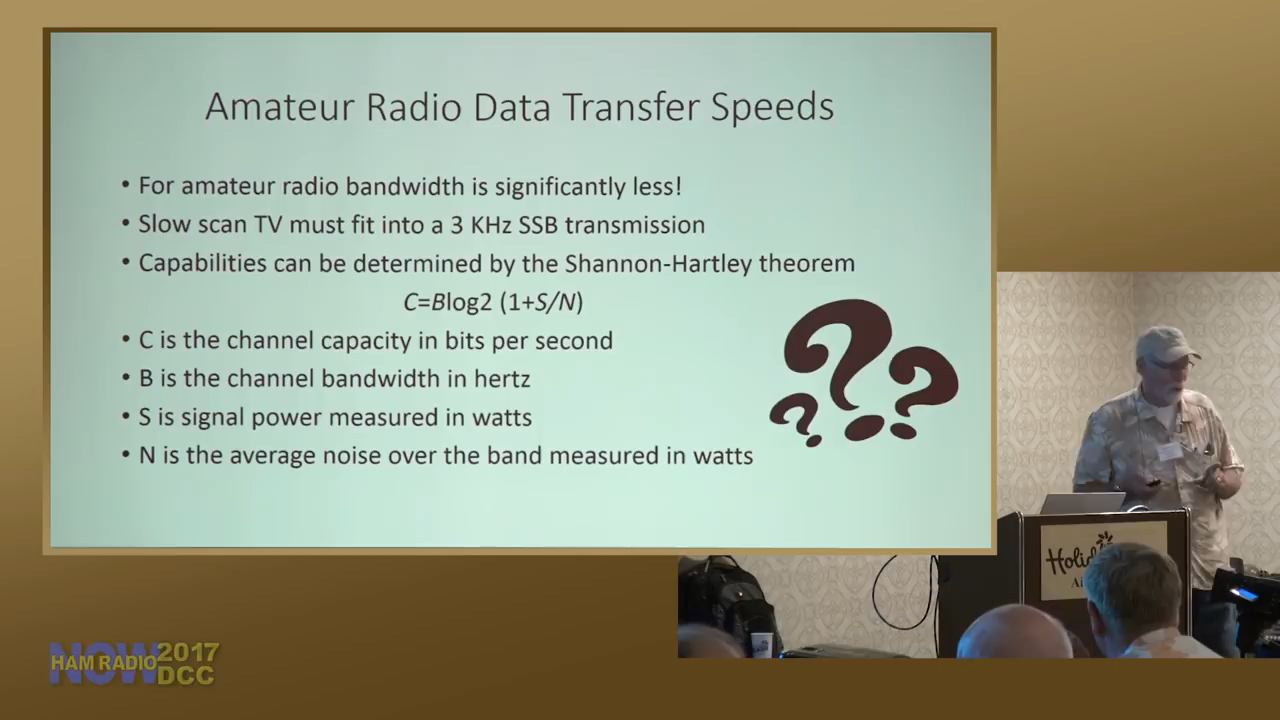 Amateur Radio Data Transfer Speeds
• For amateur radio bandwidth is significantly less!
• Slow scan TV must fit into a 3 KHz SSB transmission
• Capabilities can be determined by the Shannon-Hartley theorem
C=Blog2 (1+S/N)
• C is the channel capacity in bits per second
• B is the channel bandwidth in hertz
• S is signal power measured in watts
• N is the average noise over the band measured in watts
? ? ?
NOW
HAM RADIO 2017
DCC